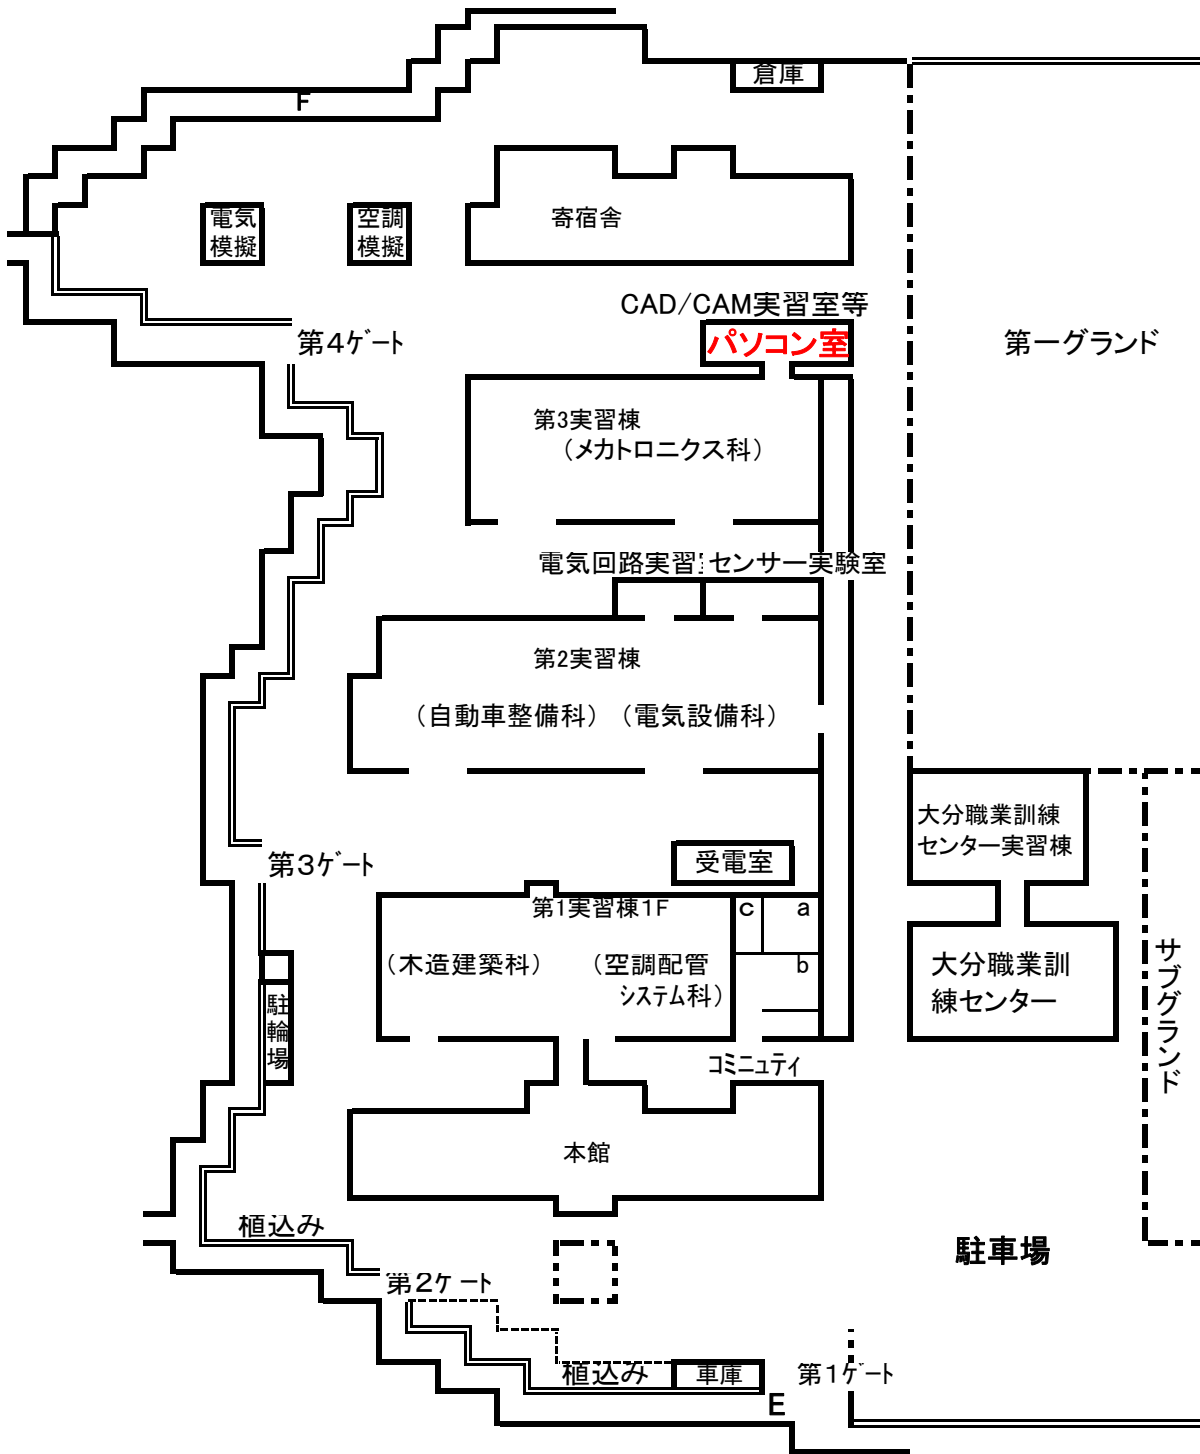 倉庫
F
電気
模擬
空調
模擬
寄宿舎
CAD/CAM実習室等
パソコン室
第4ｹﾞｰﾄ
第一グランド
第3実習棟
（メカトロニクス科）
電気回路実習
センサー実験室
第2実習棟
（自動車整備科）（電気設備科）
大分職業訓練
センター実習棟
受電室
第3ｹﾞｰﾄ
第1実習棟1F
c
a
b
（木造建築科）
（空調配管
ｼｽﾃﾑ科）
大分職業訓
練センター
サブグランド
駐輪場
ｺﾐﾆｭﾃｨ
本館
植込み
駐車場
第2ｹﾞｰﾄ
植込み
車庫
第1ｹﾞｰﾄ
E